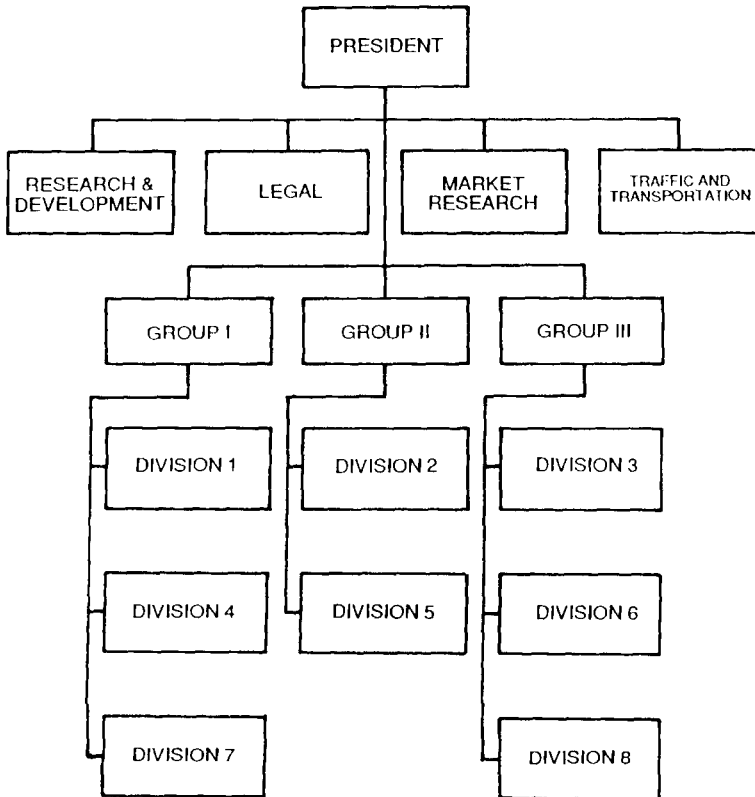 PRESIDENT
RESEARCH &
DEVELOPMENT
LEGAL
MARKET
RESEARCH
TRAFFIC AND
TRANSPORTATION
GROUP I
GROUP II
GROUP III
DIVISION 1
DIVISION 2
DIVISION 3
DIVISION 4
DIVISION 5
DIVISION 6
DIVISION 7
DIVISION 8